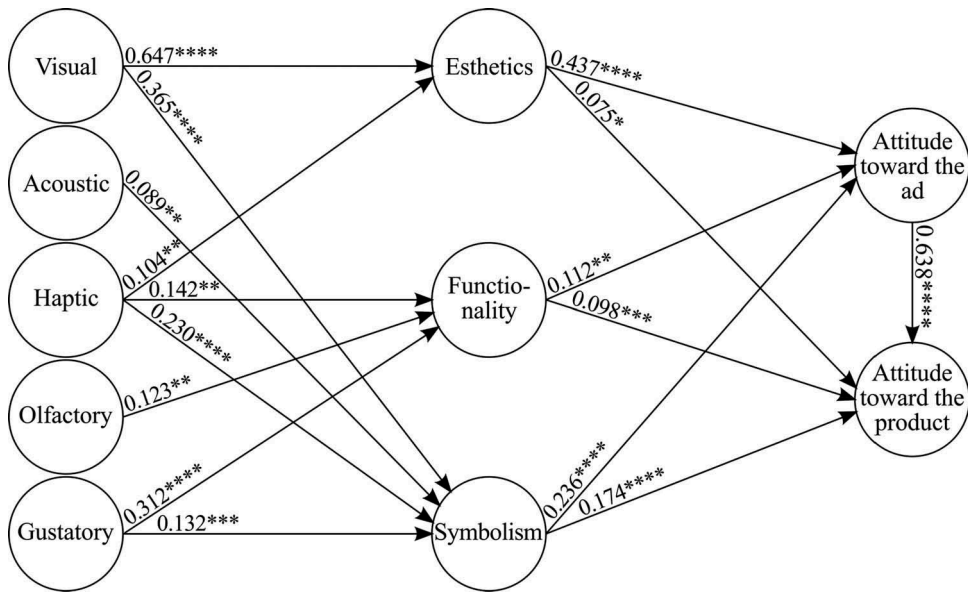 Visual
0.647****
0.365****
Esthetics
0.437****
0.075*
Acoustic
0.089**
Attitude
toward the
ad
Haptic
0.104**
0.142**
0.230****
Functio-
nality
0.112**
0.098***
0.638****
Olfactory
0.123**
Attitude
toward the
product
Gustatory
0.312****
0.132***
Symbolism
0.236****
0.174****